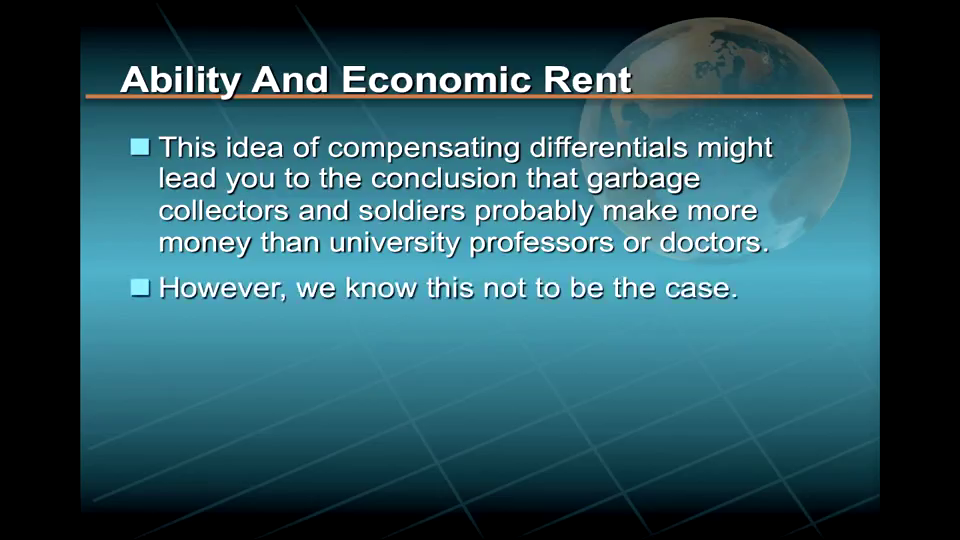 Ability And Economic Rent
This idea of compensating differentials might
lead you to the conclusion that garbage
collectors and soldiers probably make more
money than university professors or doctors.
However, we know this not to be the case.